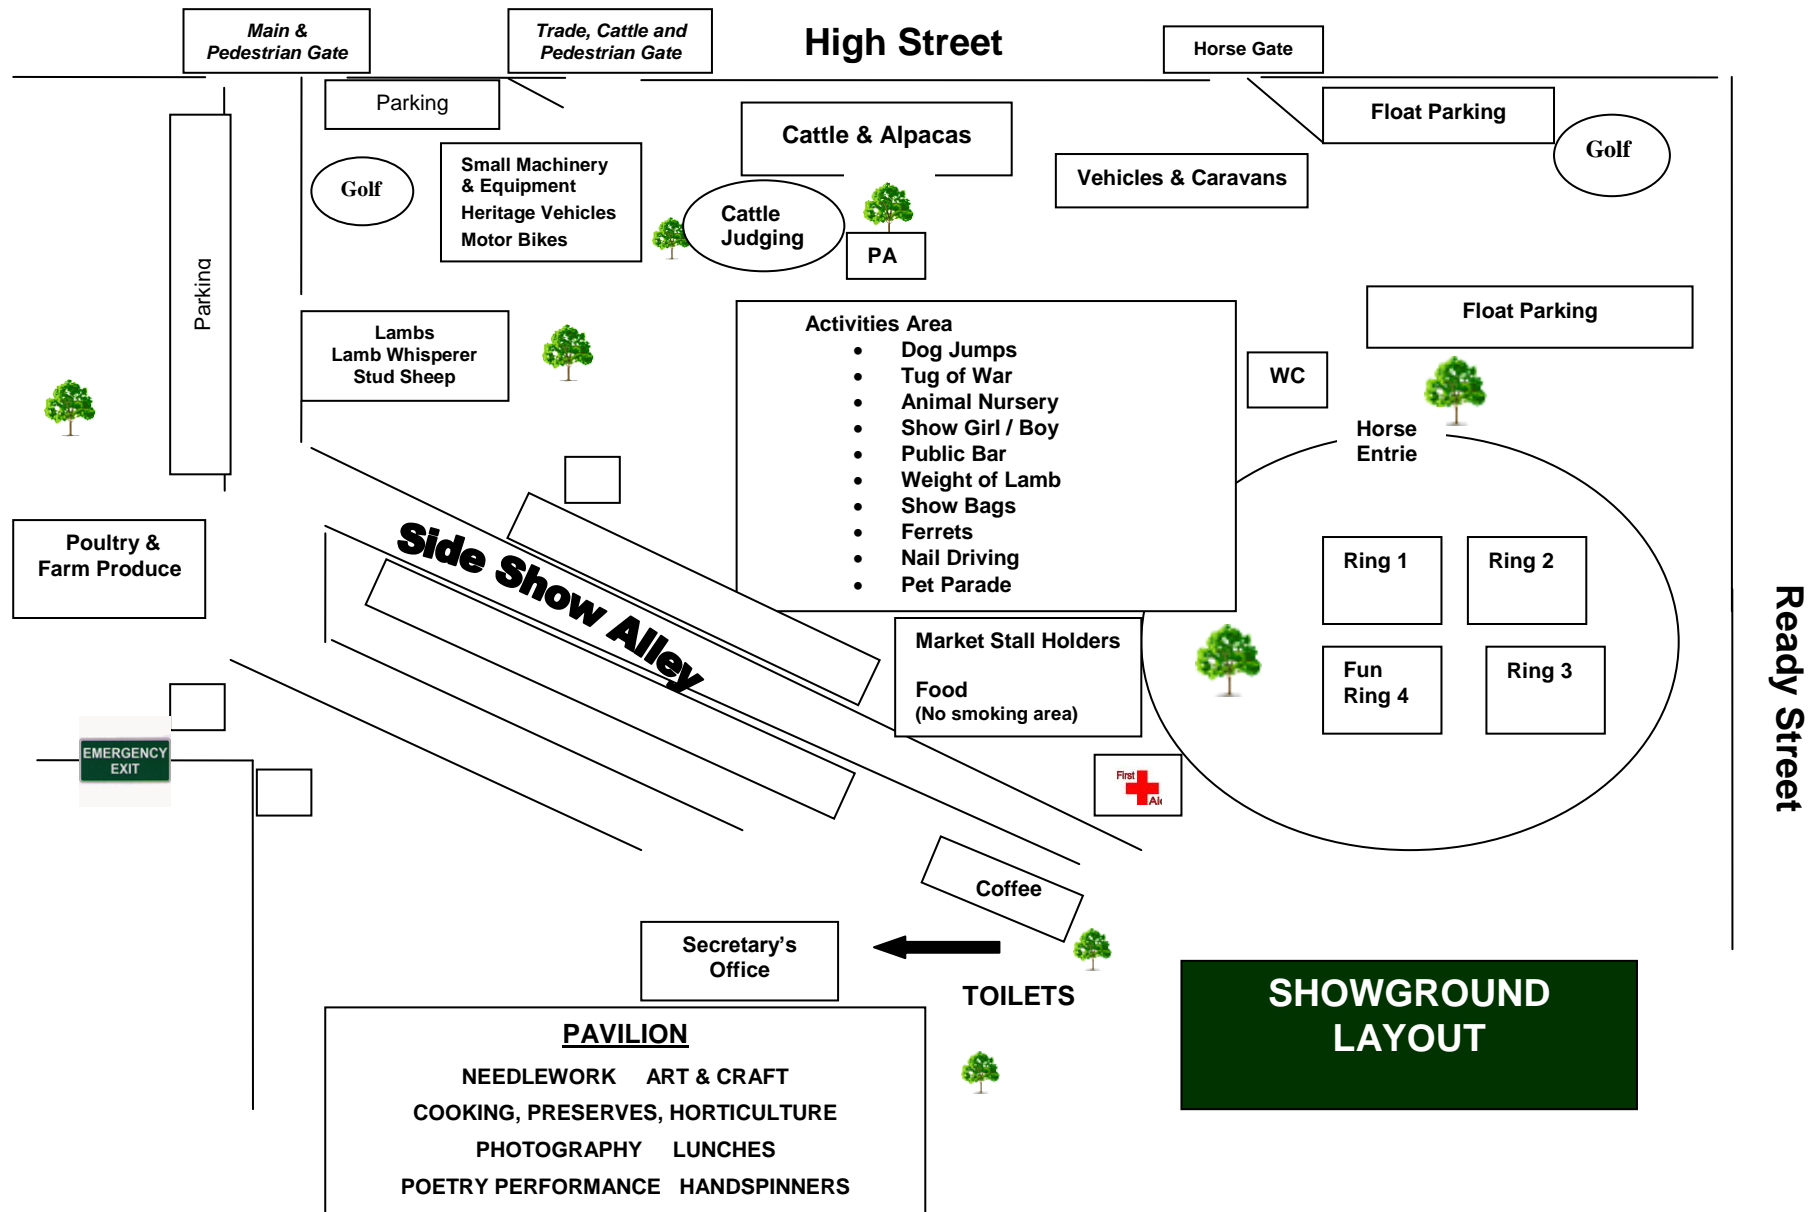 Main &
Pedestrian Gate
Trade, Cattle and
Pedestrian Gate
High Street
Horse Gate
Parking
Float Parking
Cattle & Alpacas
Golf
Small Machinery
& Equipment
Heritage Vehicles
Motor Bikes
Golf
Vehicles & Caravans
Cattle
Judging
PA
Parking
Float Parking
Lambs
Lamb Whisperer
Stud Sheep
Activities Area
• Dog Jumps
• Tug of War
• Animal Nursery
• Show Girl / Boy
• Public Bar
• Weight of Lamb
• Show Bags
• Ferrets
• Nail Driving
• Pet Parade
WC
Horse
Entrie
Poultry &
Farm Produce
Side Show Alley
Ring 1
Ring 2
Fun
Ring 4
Ring 3
Ready Street
Market Stall Holders
Food
(No smoking area)
EMERGENCY
EXIT
First
Ai
Coffee
Secretary's
Office
TOILETS
SHOWGROUND
LAYOUT
PAVILION
NEEDLEWORK ART & CRAFT
COOKING, PRESERVES, HORTICULTURE
PHOTOGRAPHY LUNCHES
POETRY PERFORMANCE HANDSPINNERS